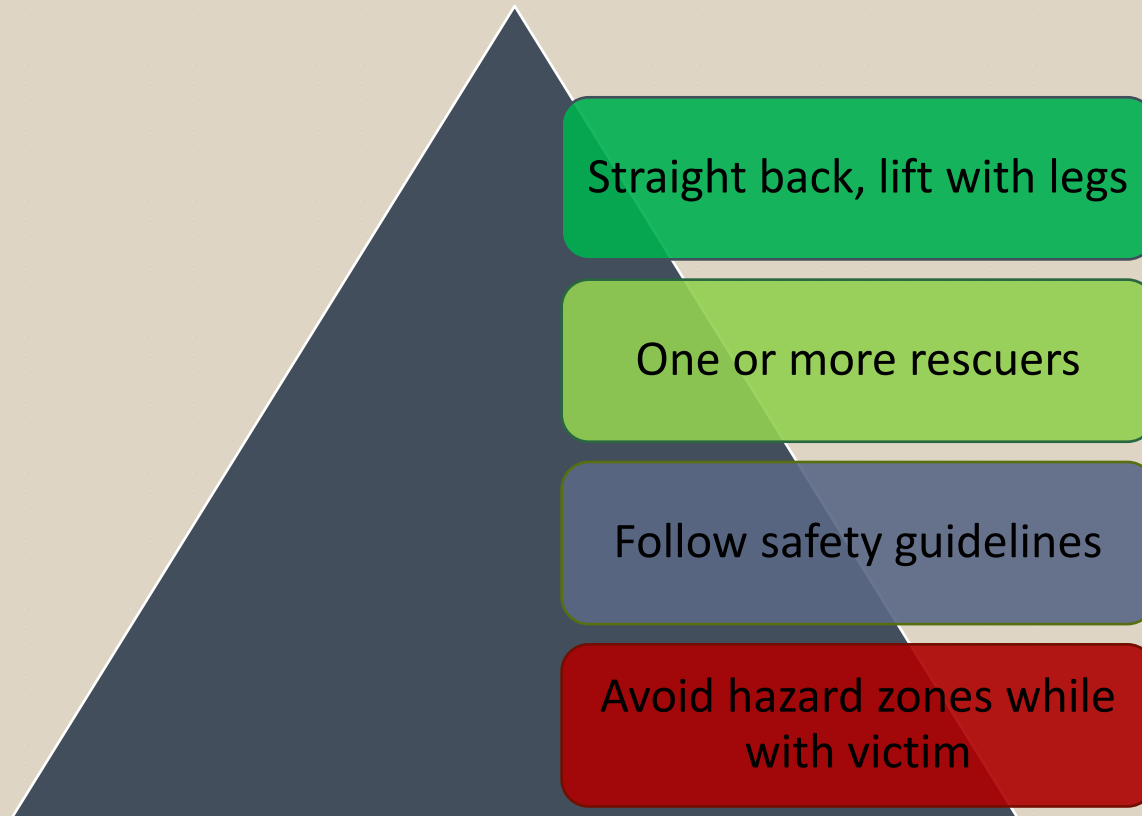 Straight back, lift with legs
One or more rescuers
Follow safety guidelines
Avoid hazard zones while
with victim